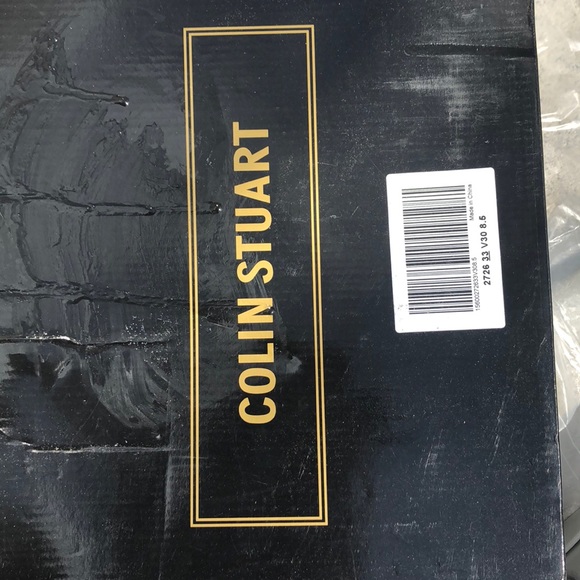 COLIN STUART
Made in China
2726 33 V30 8.5